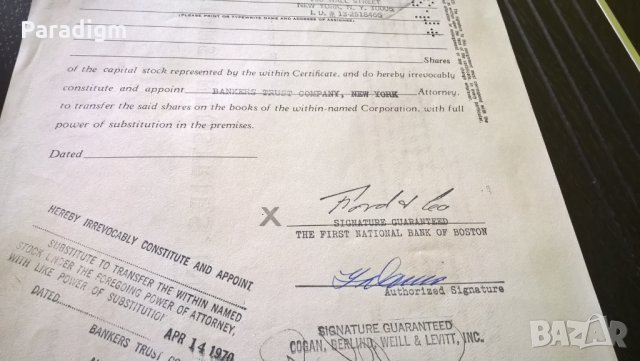 Paradigm
STREET
NEW YORK, N. Y. 10005
I. D. # 13-2518466
(PLEASE PRINT OR TYPEWRITE NAME AND ADDRESS OF ASSIGNEE)
Shares
of the capital stock represented by the within Certificate, and do hereby irrevocably
constitute and appoint BANKERS TRUST COMPANY, NEW YORK Attorney,
to transfer the said shares on the books of the within-named Corporation, with full
power of substitution in the premises.
Dated
X
SIGNATURE GUARANTEED
THE FIRST NATIONAL BANK OF BOSTON
Authorized Signature
HEREBY IRREVOCABLY CONSTITUTE AND APPOINT
SUBSTITUTE TO TRANSFER THE WITHIN NAMED
STOCK UNDER THE FOREGOING POWER OF ATTORNEY,
WITH LIKE POWER OF SUBSTITUTION
DATED APR 14 1970
BANKERS TRUST CO
SIGNATURE GUARANTEED
COGAN, BERLIND, WEILL & LEVITT, INC.
BAZAR.BG